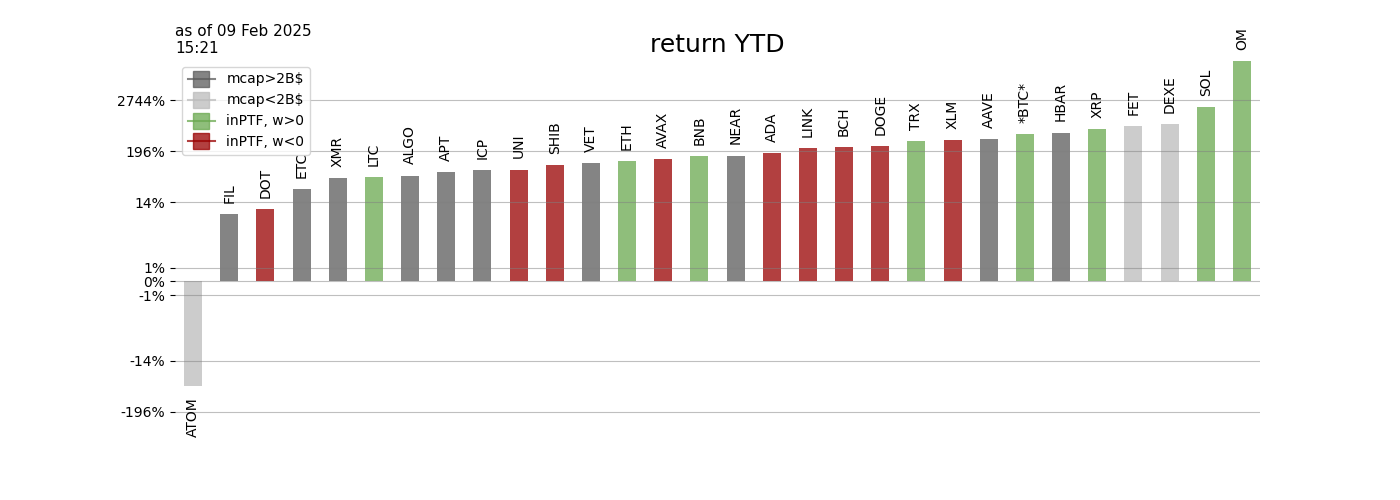 as of 09 Feb 2025
15:21
return YTD
mcap>2B$
mcap<2B$
inPTF, w>0
inPTF, w<0
2744%
196%
14%
1%
0%
-1%
-14%
-196%
ATOM
FIL
DOT
ETC
XMR
LTC
ALGO
APT
ICP
UNI
SHIB
VET
ETH
AVAX
BNB
NEAR
ADA
LINK
BCH
DOGE
TRX
XLM
AAVE
*BTC*
HBAR
XRP
FET
DEXE
SOL
OM